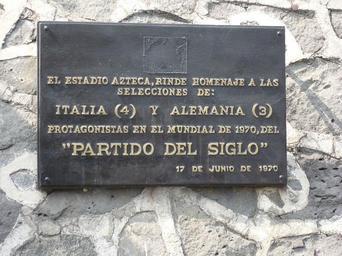 EL ESTADIO AZTECA, RINDE HOMENAJE A LAS
SELECCIONES DE:
ITALIA (4) Y ALEMANIA (3)
PROTAGONISTAS EN EL MUNDIAL DE 1970, DEL
"PARTIDO DEL SIGLO"
17 DE JUNIO DE 1970